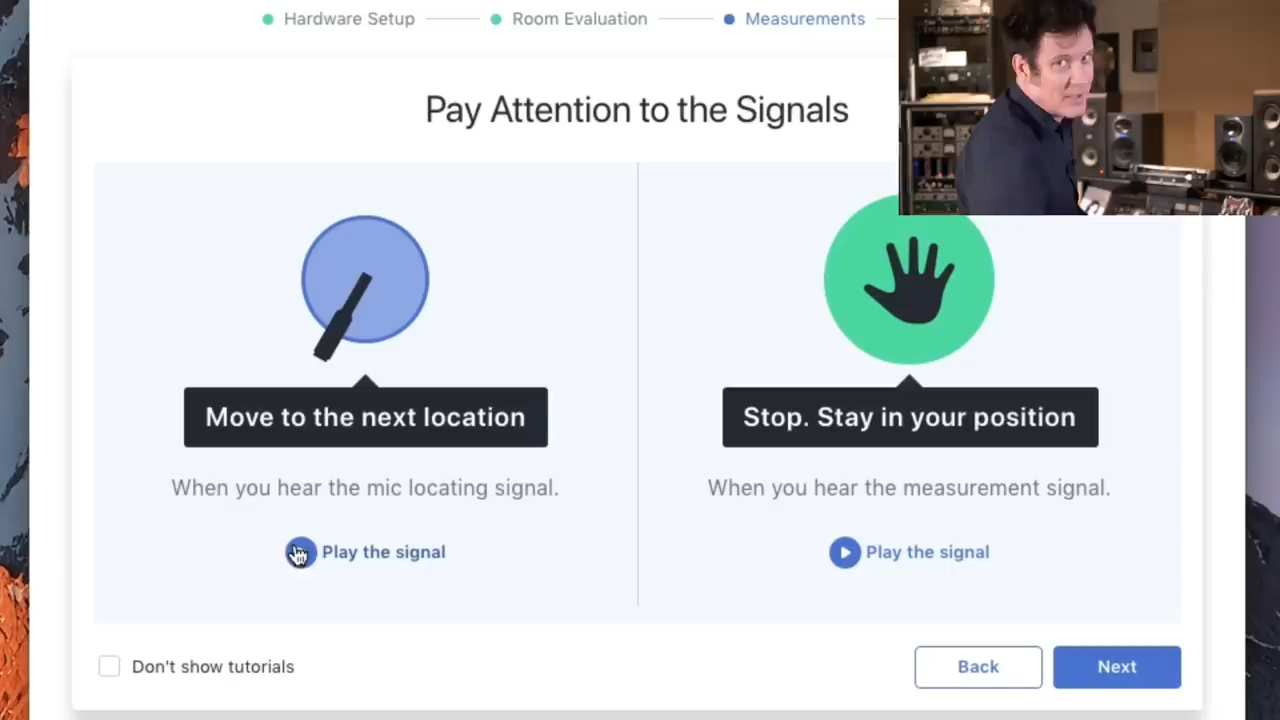 Hardware Setup
Room Evaluation
Measurements
Pay Attention to the Signals
Move to the next location
When you hear the mic locating signal.
Play the signal
Stop. Stay in your position
When you hear the measurement signal.
Play the signal
Don't show tutorials
Back
Next